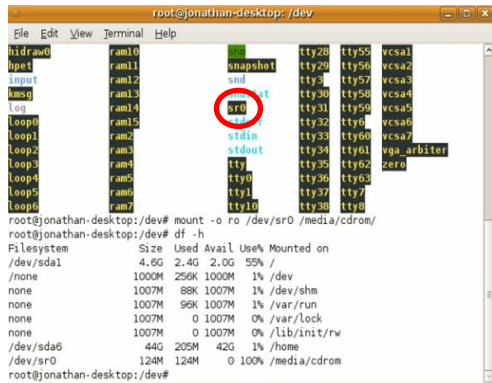 root@jonathan-desktop: /dev
File Edit View Terminal Help
hidraw0 ram10 shm tty28 tty55 vcsa1
hpet ram11 snapshot tty29 tty56 vcsa2
input ram12 snd tty3 tty57 vcsa3
kmsg ram13 sndstat tty30 tty58 vcsa4
log ram14 sr0 tty31 tty59 vcsa5
loop0 ram15 stderr tty32 tty6 vcsa6
loop1 ram2 stdin tty33 tty60 vcsa7
loop2 ram3 stdout tty34 tty61 vga_arbiter
loop3 ram4 tty tty35 tty62 zero
loop4 ram5 tty0 tty36 tty63
loop5 ram6 tty1 tty37 tty7
loop6 ram7 tty10 tty38 tty8
root@jonathan-desktop:/dev# mount -o ro /dev/sr0 /media/cdrom/
root@jonathan-desktop:/dev# df -h
Filesystem Size Used Avail Use% Mounted on
/dev/sda1 4.6G 2.4G 2.0G 55% /
/none 1000M 256K 1000M 1% /dev
none 1007M 88K 1007M 1% /dev/shm
none 1007M 96K 1007M 1% /var/run
none 1007M 0 1007M 0% /var/lock
none 1007M 0 1007M 0% /lib/init/rw
/dev/sda6 44G 205M 42G 1% /home
/dev/sr0 124M 124M 0 100% /media/cdrom
root@jonathan-desktop:/dev#